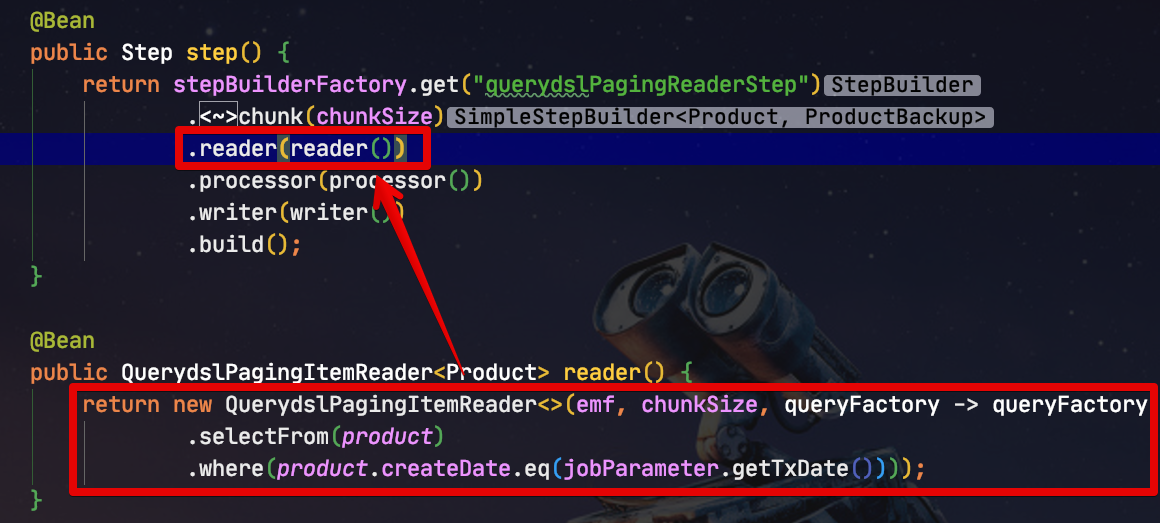 @Bean
public Step step() {
return stepBuilderFactory.get("querydslPagingReaderStep") StepBuilder
.<~>chunk(chunkSize) SimpleStepBuilder<Product, ProductBackup>
.reader(reader())
.processor(processor())
.writer(writer())
.build();
}
@Bean
public QuerydslPagingItemReader<Product> reader() {
return new QuerydslPagingItemReader<>(emf, chunkSize, queryFactory -> queryFactory
.selectFrom(product)
.where(product.createDate.eq(jobParameter.getTxDate())));
}